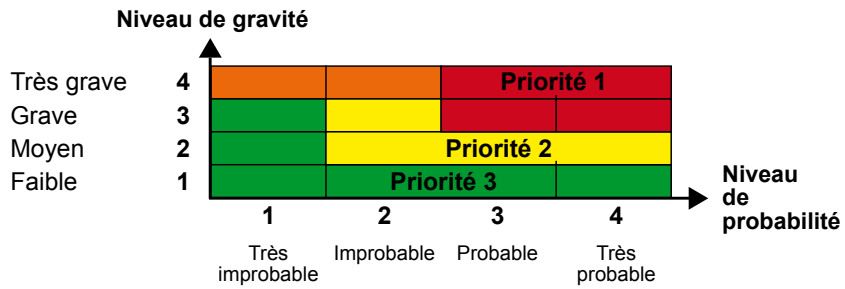 Niveau de gravité
Très grave 4 Priorité 1
Grave 3
Moyen 2 Priorité 2
Faible 1 Priorité 3
Niveau
de
probabilité
1 2 3 4
Très
improbable
Improbable
Probable
Très
probable